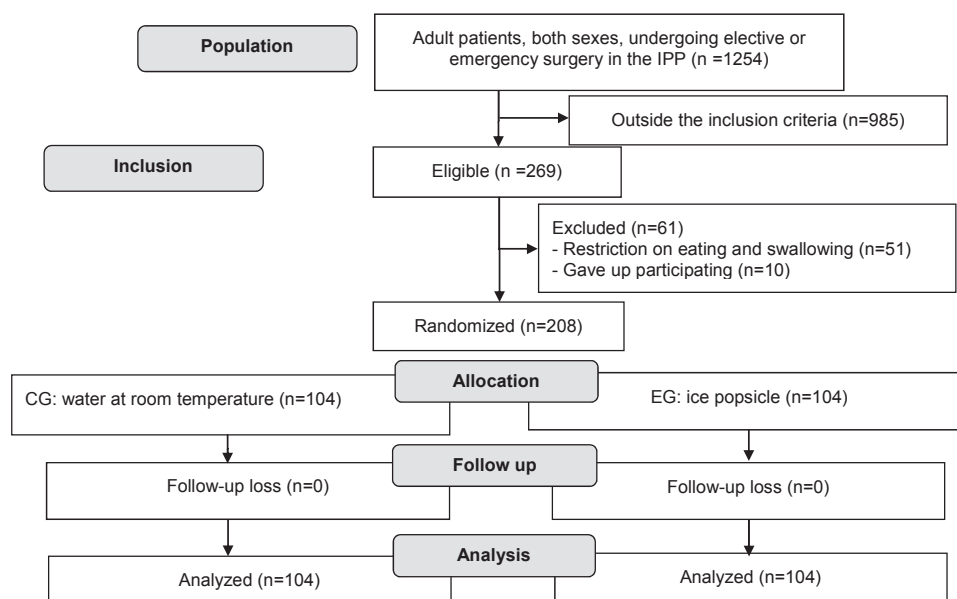 Population
Adult patients, both sexes, undergoing elective or
emergency surgery in the IPP (n =1254)
Outside the inclusion criteria (n=985)
Inclusion
Eligible (n =269)
Excluded (n=61)
- Restriction on eating and swallowing (n=51)
- Gave up participating (n=10)
Randomized (n=208)
Allocation
CG: water at room temperature (n=104)
EG: ice popsicle (n=104)
Follow up
Follow-up loss (n=0)
Follow-up loss (n=0)
Analysis
Analyzed (n=104)
Analyzed (n=104)